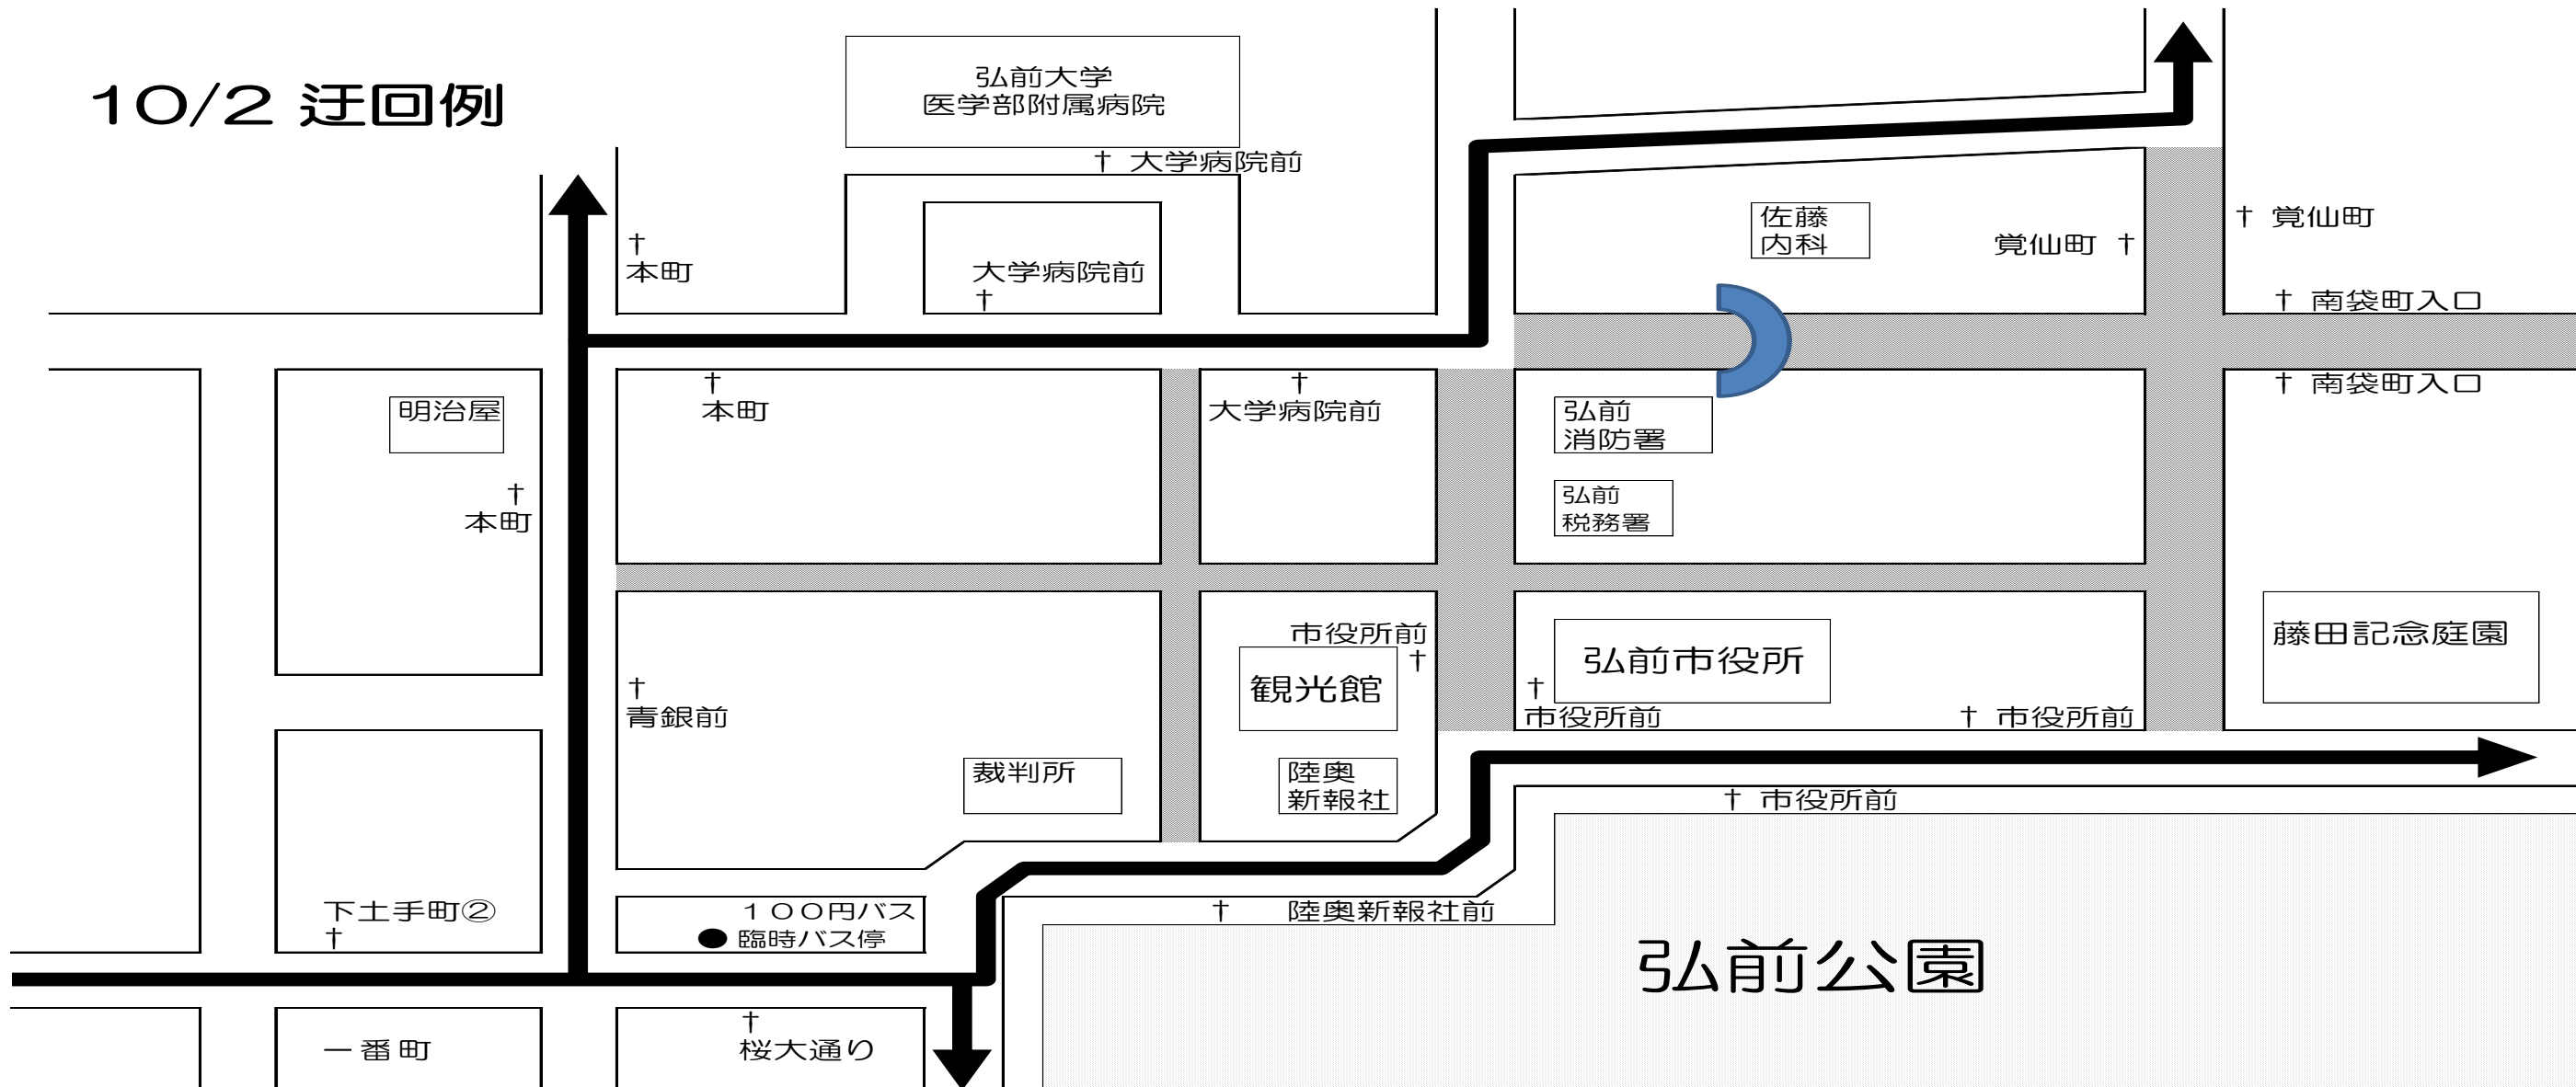 10/2 迂回例
弘前大学
医学部附属病院
† 大学病院前
†
本町
大学病院前
†
佐藤
内科
覚仙町 †
† 覚仙町
† 南袋町入口
† 南袋町入口
明治屋
†
本町
†
本町
†
大学病院前
弘前
消防署
弘前
税務署
†
青銀前
市役所前
†
観光館
†
市役所前
弘前市役所
† 市役所前
藤田記念庭園
裁判所
陸奥
新報社
† 市役所前
下土手町②
†
１００円バス
● 臨時バス停
† 陸奥新報社前
弘前公園
一番町
†
桜大通り